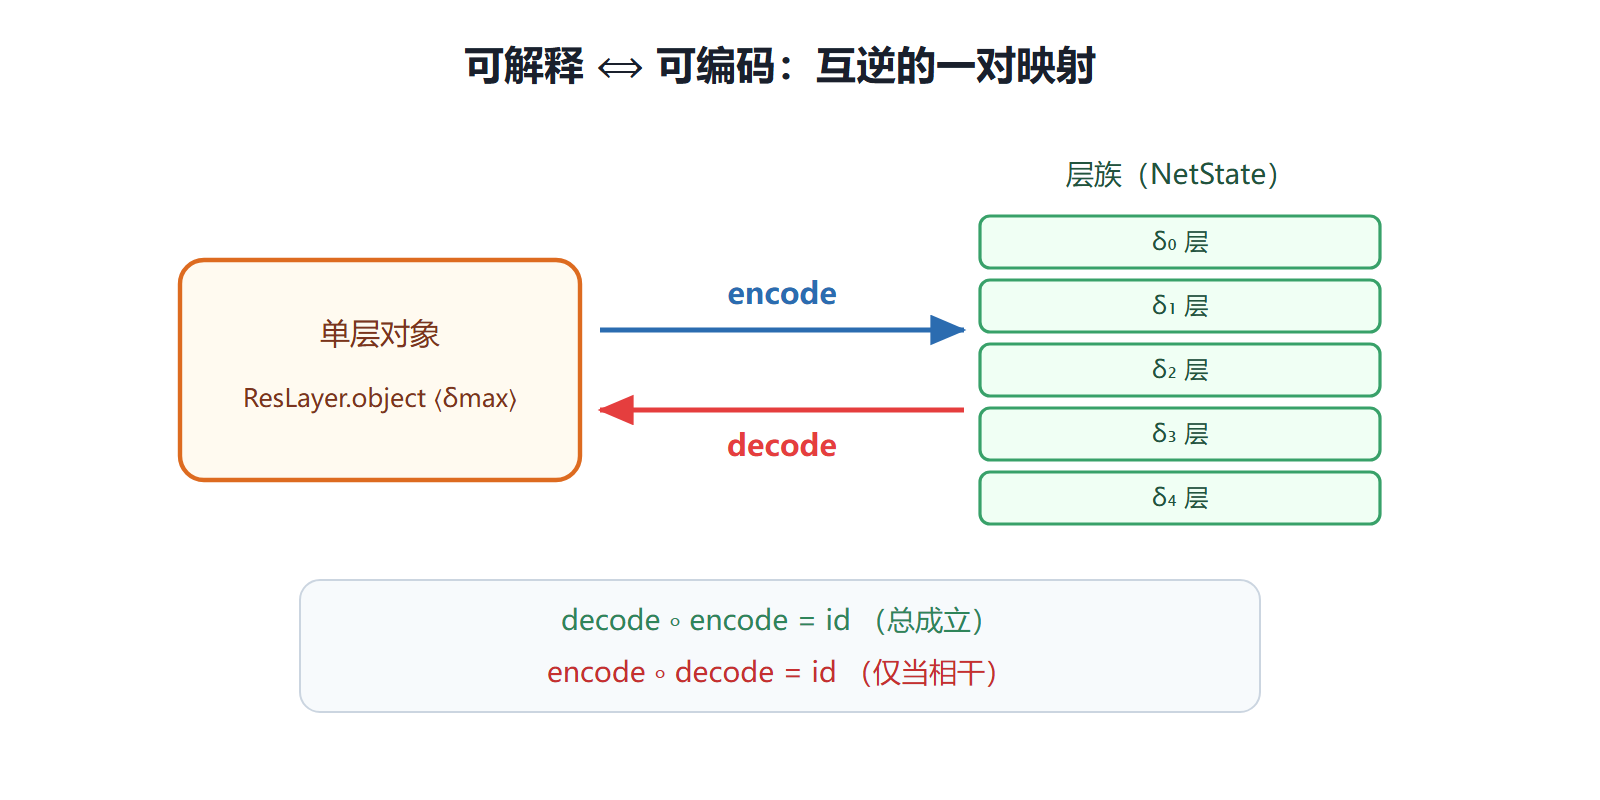 可解释 ⟺ 可编码：互逆的一对映射
层族（NetState）
δ₀ 层
δ₁ 层
δ₂ 层
δ₃ 层
δ₄ 层
单层对象
ResLayer.object ⟨δmax⟩
encode
decode
decode ∘ encode = id （总成立）
encode ∘ decode = id （仅当相干）